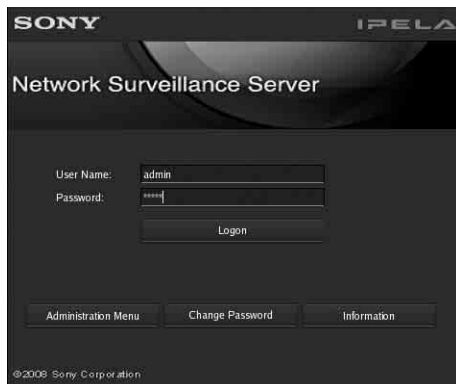 SONY
IPELA
Network Surveillance Server
User Name: admin
Password: *****
Logon
Administration Menu Change Password Information
©2008 Sony Corporation